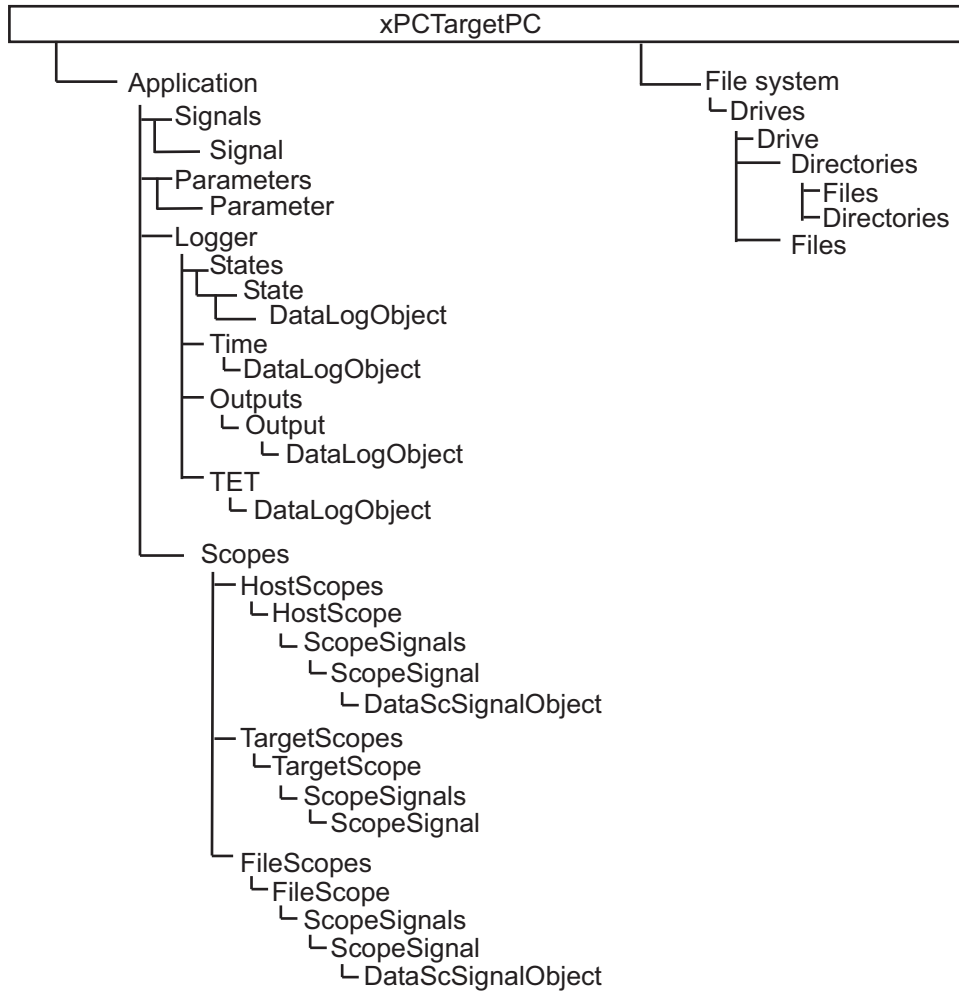 xPCTargetPC
Application
Signals
Signal
Parameters
Parameter
Logger
States
State
DataLogObject
Time
DataLogObject
Outputs
Output
DataLogObject
TET
DataLogObject
Scopes
HostScopes
HostScope
ScopeSignals
ScopeSignal
DataScSignalObject
TargetScopes
TargetScope
ScopeSignals
ScopeSignal
FileScopes
FileScope
ScopeSignals
ScopeSignal
DataScSignalObject
File system
Drives
Drive
Directories
Files
Directories
Files